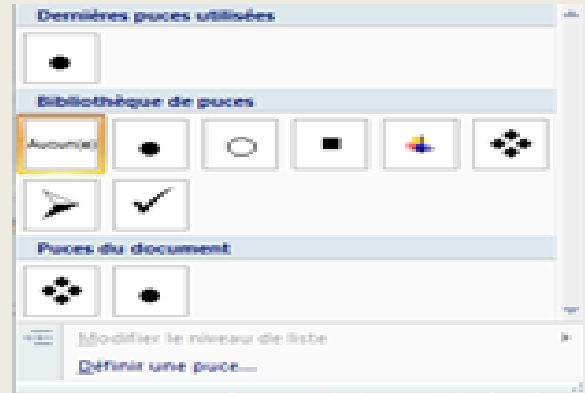 Dernières puces utilisées
Bibliothèque de puces
Aucun(e)
Puces du document
Modifier le niveau de liste
Définir une puce...